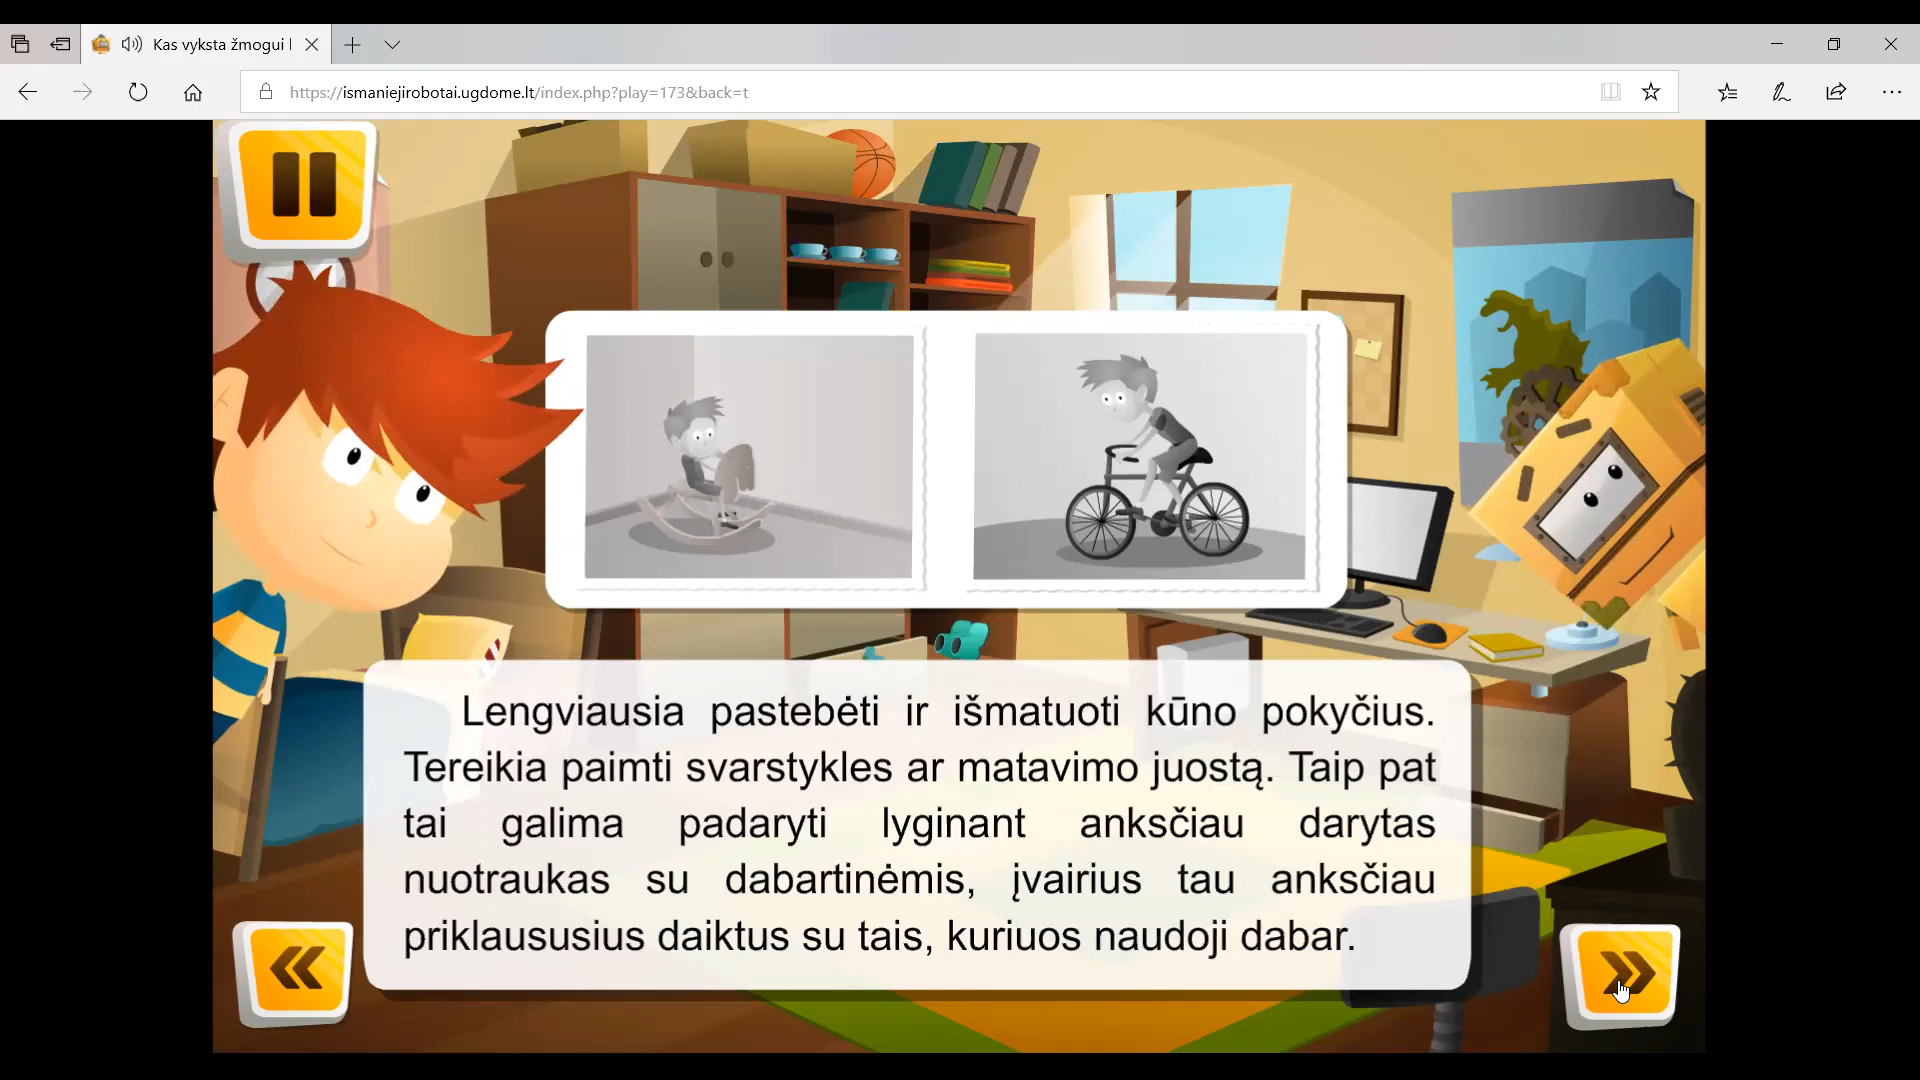 Kas vyksta žmogui
https://ismaniejirobotai.ugdome.lt/index.php?play=173&back=t
Lengviausia pastebėti ir išmatuoti kūno pokyčius.
Tereikia paimti svarstykles ar matavimo juostą. Taip pat
tai galima padaryti lyginant anksčiau darytas
nuotraukas su dabartinėmis, įvairius tau anksčiau
priklaususius daiktus su tais, kuriuos naudoji dabar.